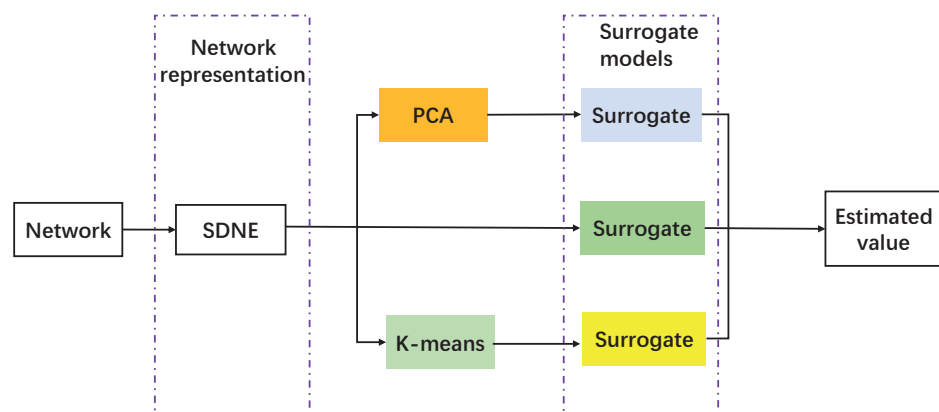 Network
representation
Surrogate
models
PCA
Surrogate
Network
SDNE
Surrogate
Estimated
value
K-means
Surrogate